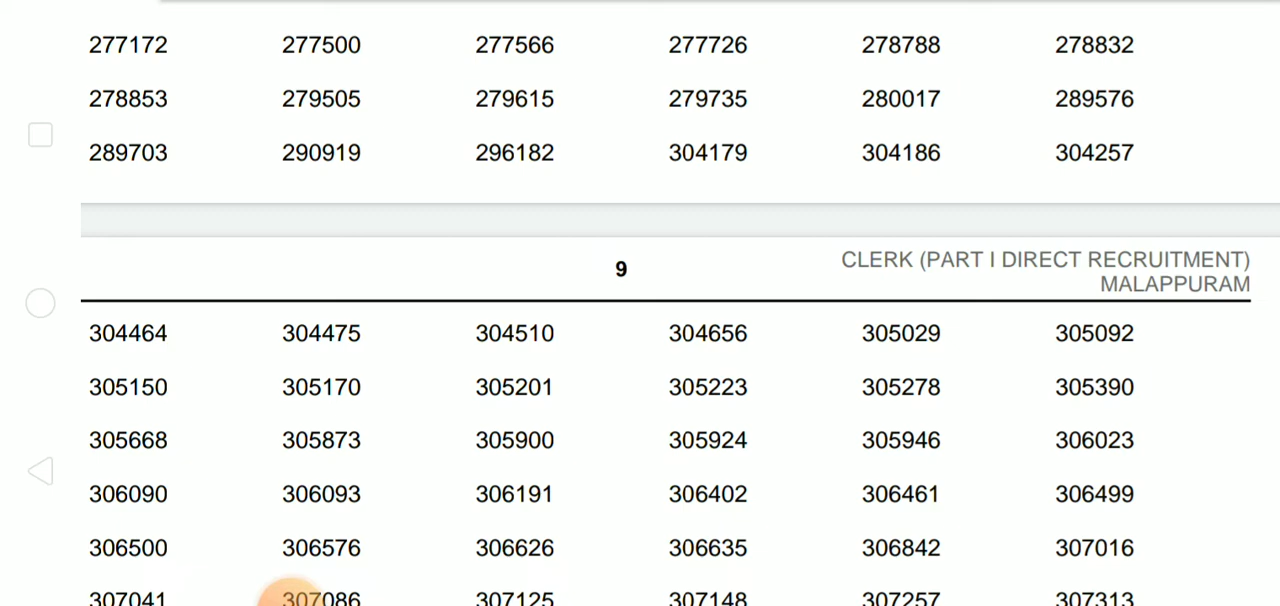 277172 277500 277566 277726 278788 278832
278853 279505 279615 279735 280017 289576
289703 290919 296182 304179 304186 304257
9
CLERK (PART I DIRECT RECRUITMENT)
MALAPPURAM
304464 304475 304510 304656 305029 305092
305150 305170 305201 305223 305278 305390
305668 305873 305900 305924 305946 306023
306090 306093 306191 306402 306461 306499
306500 306576 306626 306635 306842 307016
307041 307086 307125 307148 307257 307313